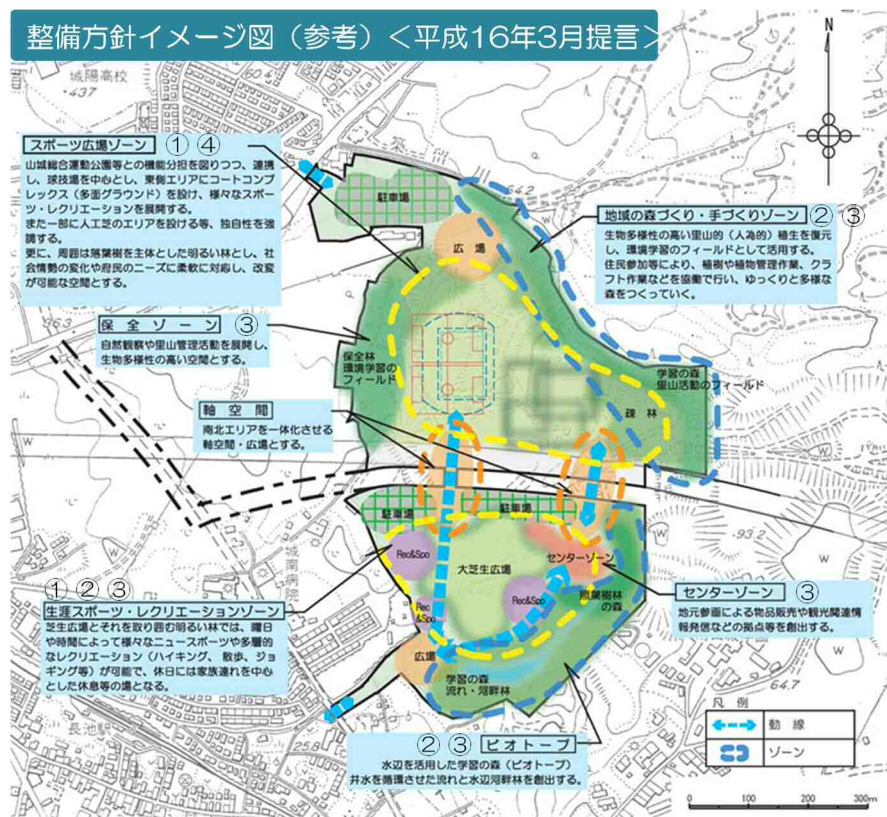 整備方針イメージ図（参考）＜平成16年3月提言＞
城陽高校
・437
60.4
N
スポーツ広場ゾーン ① ④
山城総合運動公園等との機能分担を図りつつ、連携
し、球技場を中心とし、東側エリアにコートコンプ
レックス（多面グラウンド）を設け、様々なスポー
ツ・レクリエーションを展開する。
また一部に人工芝のエリアを設ける等、独自性を強
調する。
更に、周囲は落葉樹を主体とした明るい林とし、社
会情勢の変化や府民のニーズに柔軟に対応し、改変
が可能な空間とする。
駐車場
64.2
広場
地域の森づくり・手づくりゾーン ② ③
生物多様性の高い里山的（人為的）植生を復元
し、環境学習のフィールドとして活用する。
住民参加等により、植樹や植物管理作業、クラ
フト作業などを協働で行い、ゆっくりと多様な
森をつくっていく。
保全ゾーン ③
自然観察や里山管理活動を展開し、
生物多様性の高い空間とする。
保全林
環境学習の
フィールド
学習の森
里山活動のフィールド
疎林
軸空間
南北エリアを一体化させる
軸空間・広場とする。
駐車場
駐車場
93.2
城南病院
Rec&Spo
大芝生広場
センターゾーン
① ② ③
生涯スポーツ・レクリエーションゾーン
芝生広場とそれを取り囲む明るい林では、曜日
や時間によって様々なニュースポーツや多層的
なレクリエーション（ハイキング、散歩、ジョ
ギング等）が可能で、休日には家族連れを中心
とした休息等の場となる。
Rec
&Spo
Rec&Spo
照葉樹林
の森
センターゾーン ③
地元参画による物品販売や観光関連情
報発信などの拠点等を創出する。
広場
学習の森
流れ・河畔林
64.7
長池駅
25.8
② ③ ビオトープ
水辺を活用した学習の森（ビオトープ）
井水を循環させた流れと水辺河畔林を創出する。
凡例
動線
ゾーン
0 100 200 300m